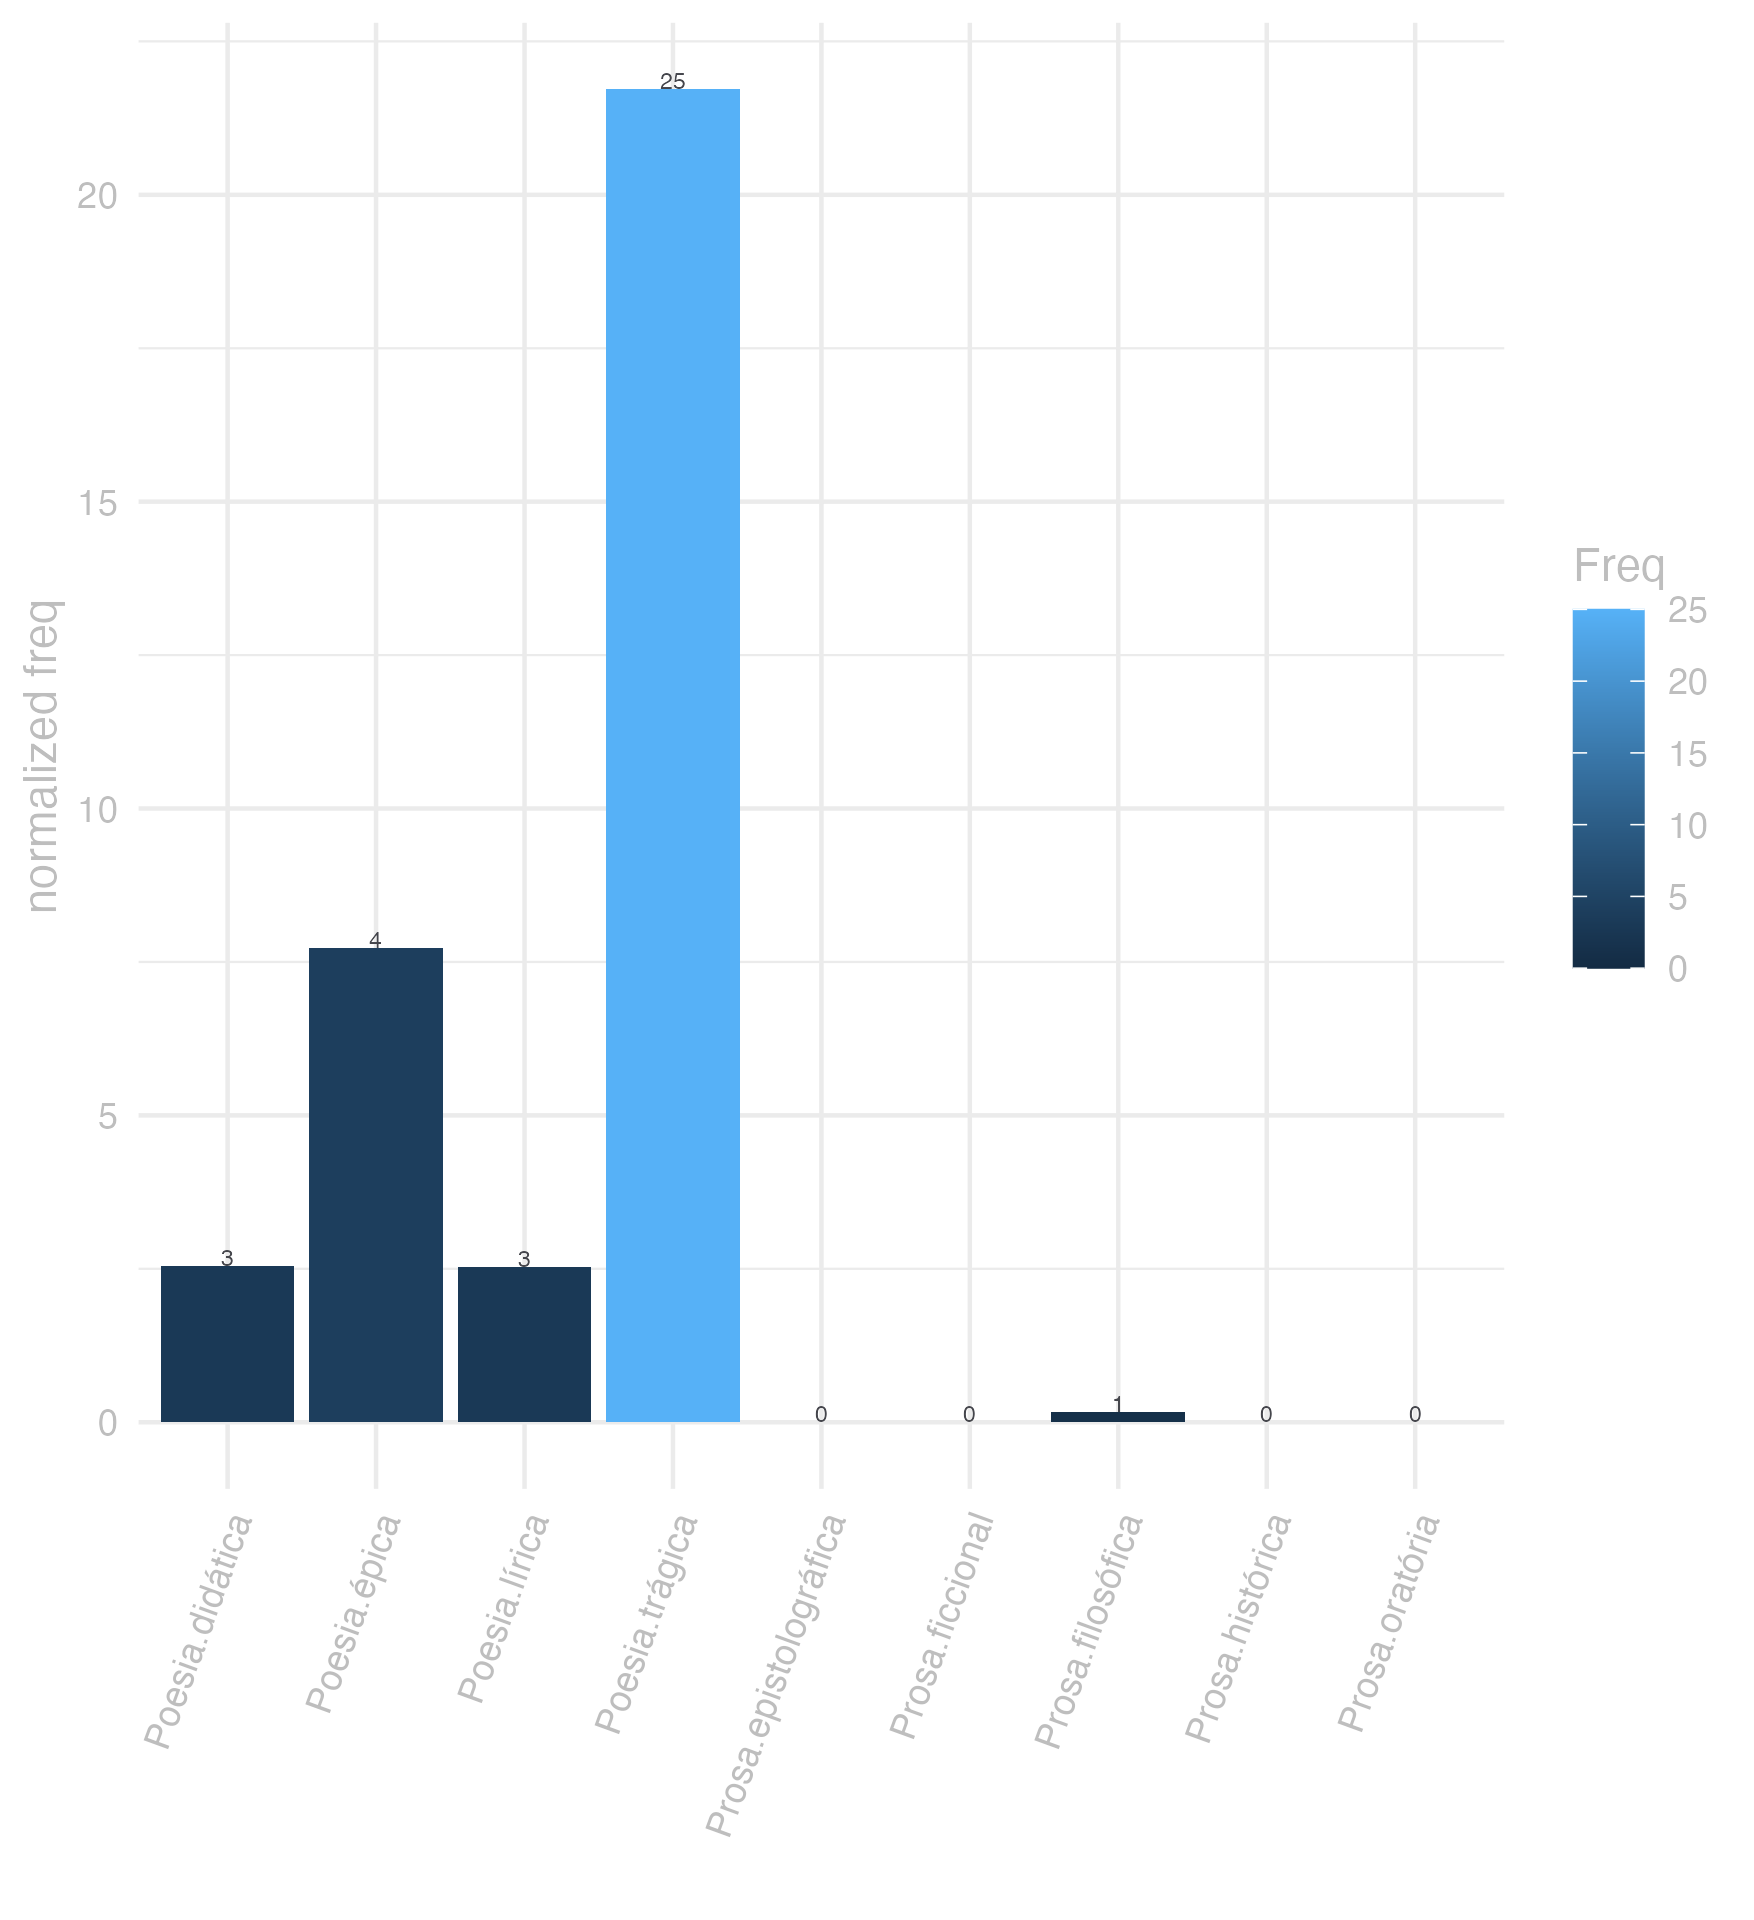 normalized freq
20
15
10
5
0
3
4
3
25
0
0
1
0
0
Poesia.didática
Poesia.épica
Poesia.lírica
Poesia.trágica
Prosa.epistolográfica
Prosa.ficcional
Prosa.filosófica
Prosa.histórica
Prosa.oratória
Freq
25
20
15
10
5
0